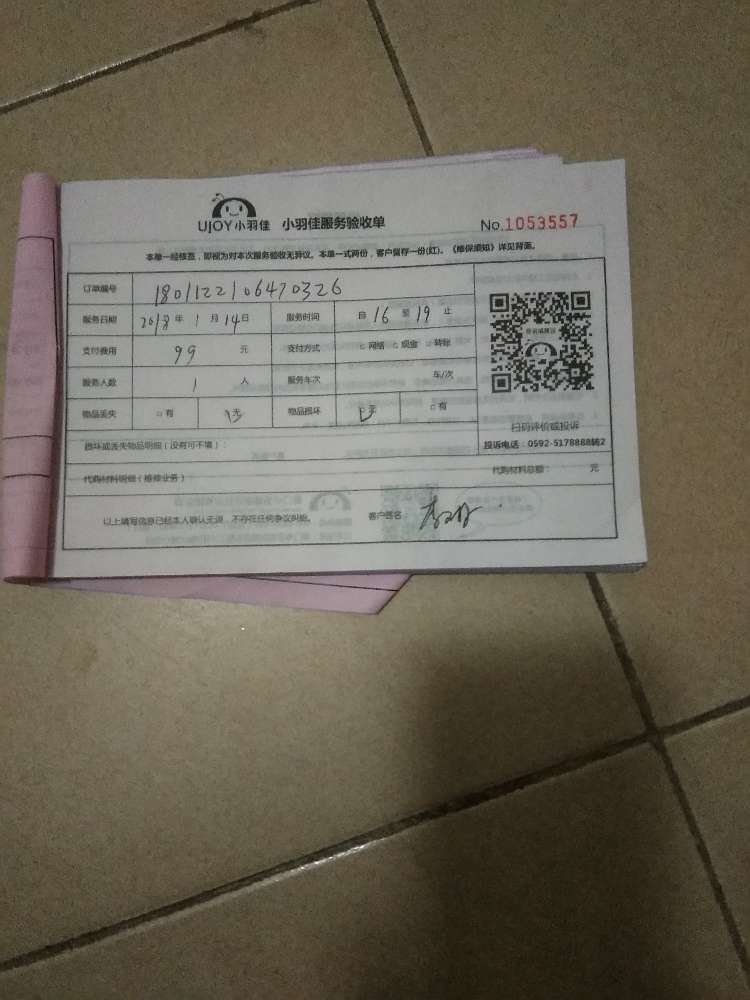 UJOY小羽佳 小羽佳服务验收单 No.1053557
本单一经修签，即视为对本次服务验收无异议。本单一式两份，客户留存一份(红)。《维保须知》详见背面。
订单编号 180112210647​0326
服务日期 2018年 1月 14日 服务时间 自 16 至 19 止
支付费用 99 元 支付方式 □网络 □现金 □转账
服务人数 1 人 服务车次 车/次
物品丢失 □有 □无 物品损坏 □无 □有
扫码评价或投诉
投诉电话：0592-5178888转2
损坏或丢失物品明细（没有可不填）：
代购材料明细（维修业务）： 代购材料总额： 元
以上填写信息已经本人确认无误，不存在任何争议纠纷。 客户签名：